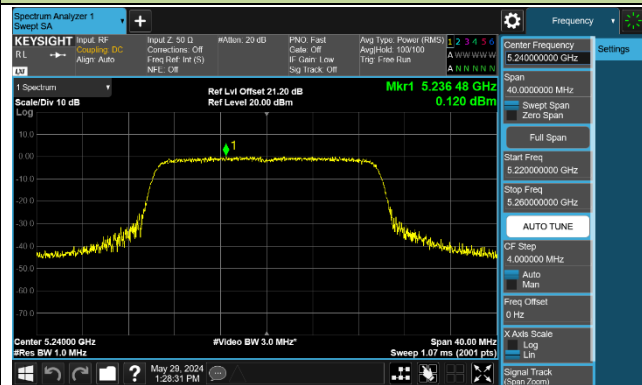 Spectrum Analyzer 1
Swept SA
Frequency
KEYSIGHT
Input: RF
Input Z: 50 Ω
#Atten: 20 dB
PNO: Fast
Avg Type: Power (RMS)
1 2 3 4 5 6
RL
Coupling: DC
Corrections: Off
Gate: Off
Avg|Hold: 100/100
A W W W W W
Align: Auto
Freq Ref: Int (S)
IF Gain: Low
Trig: Free Run
NFE: Off
Sig Track: Off
A N N N N N
LXI
1 Spectrum
Scale/Div 10 dB
Log
Ref Lvl Offset 21.20 dB
Ref Level 20.00 dBm
Mkr1 5.236 48 GHz
0.120 dBm
1
10.0
0.00
-10.0
-20.0
-30.0
-40.0
-50.0
-60.0
-70.0
Center 5.24000 GHz
#Video BW 3.0 MHz*
Span 40.00 MHz
#Res BW 1.0 MHz
Sweep 1.07 ms (2001 pts)
Center Frequency
5.240000000 GHz
Settings
Span
40.0000000 MHz
Swept Span
Zero Span
Full Span
Start Freq
5.220000000 GHz
Stop Freq
5.260000000 GHz
AUTO TUNE
CF Step
4.000000 MHz
Auto
Man
Freq Offset
0 Hz
X Axis Scale
Log
Lin
Signal Track
(Span Zoom)
May 29, 2024
1:28:31 PM